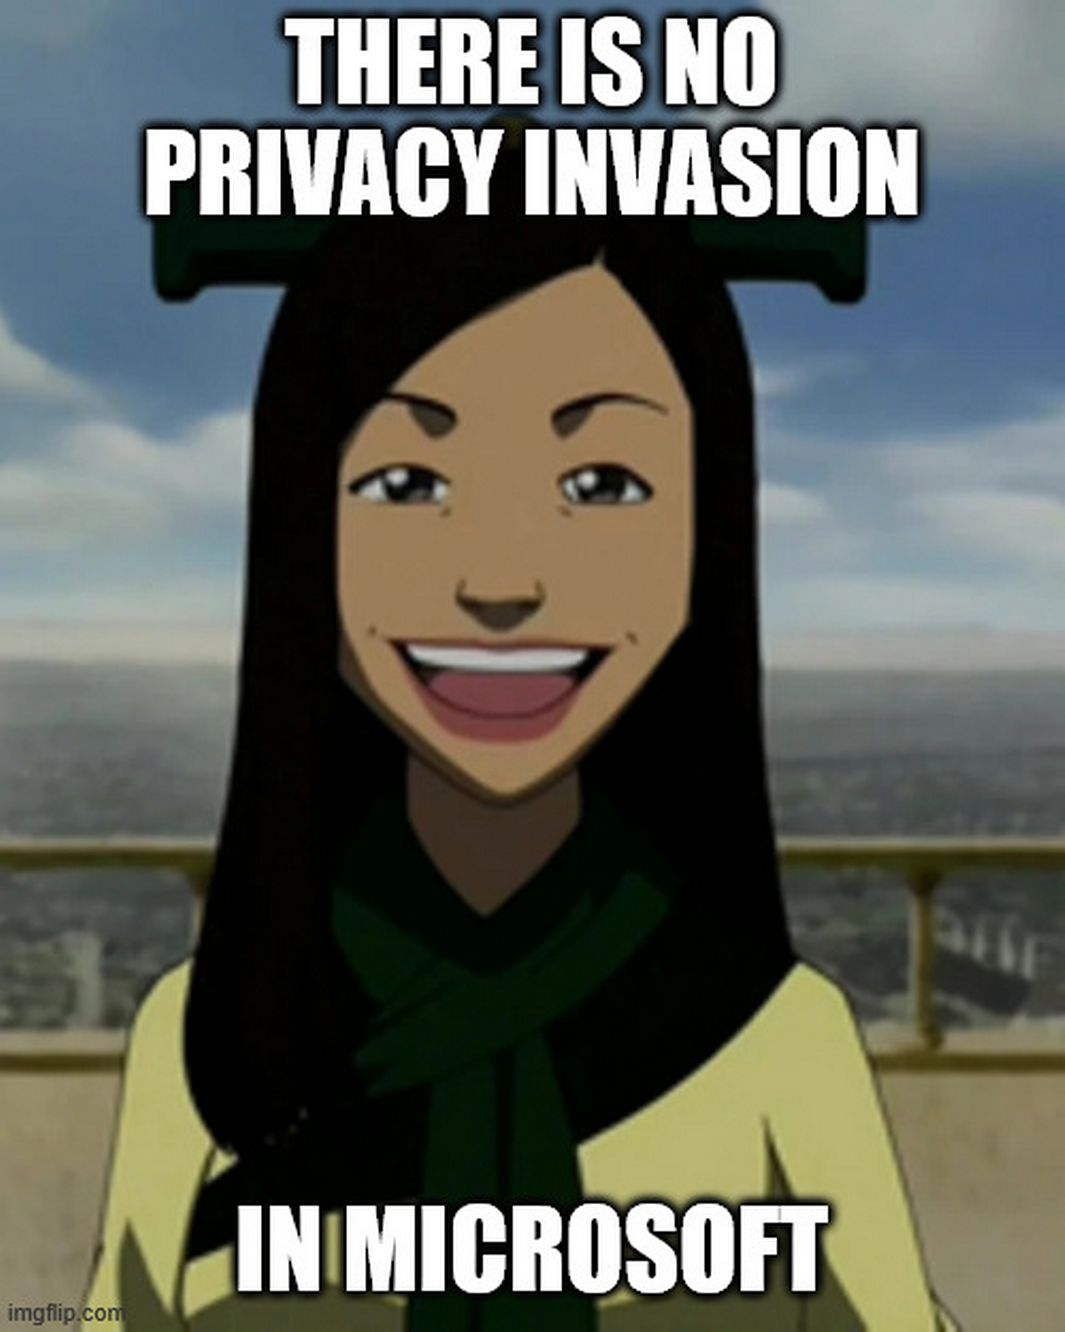 THERE IS NO
PRIVACY INVASION
IN MICROSOFT
imgflip.com